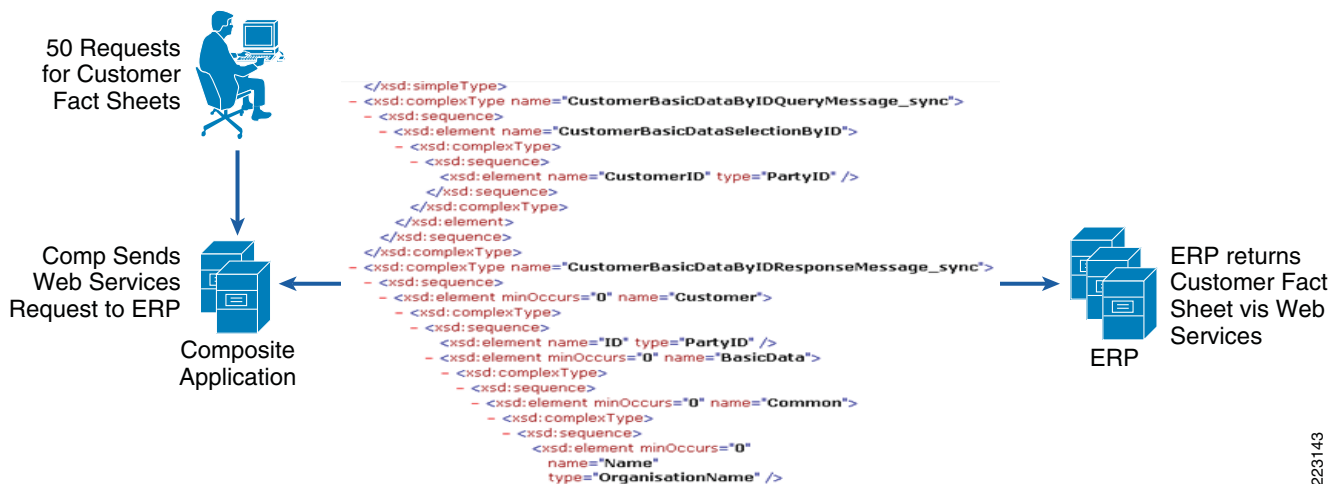 50 Requests
for Customer
Fact Sheets
</xsd:simpleType>
- <xsd:complexType name="CustomerBasicDataByIDQueryMessage_sync">
- <xsd:sequence>
- <xsd:element name="CustomerBasicDataSelectionByID">
- <xsd:complexType>
- <xsd:sequence>
<xsd:element name="CustomerID" type="PartyID" />
</xsd:sequence>
</xsd:complexType>
</xsd:element>
</xsd:sequence>
</xsd:complexType>
- <xsd:complexType name="CustomerBasicDataByIDResponseMessage_sync">
- <xsd:sequence>
- <xsd:element minOccurs="0" name="Customer">
- <xsd:complexType>
- <xsd:sequence>
<xsd:element name="ID" type="PartyID" />
- <xsd:element minOccurs="0" name="BasicData">
- <xsd:complexType>
- <xsd:sequence>
- <xsd:element minOccurs="0" name="Common">
- <xsd:complexType>
- <xsd:sequence>
<xsd:element minOccurs="0"
name="Name"
type="OrganisationName" />
Comp Sends
Web Services
Request to ERP
Composite
Application
ERP returns
Customer Fact
Sheet vis Web
Services
ERP
223143